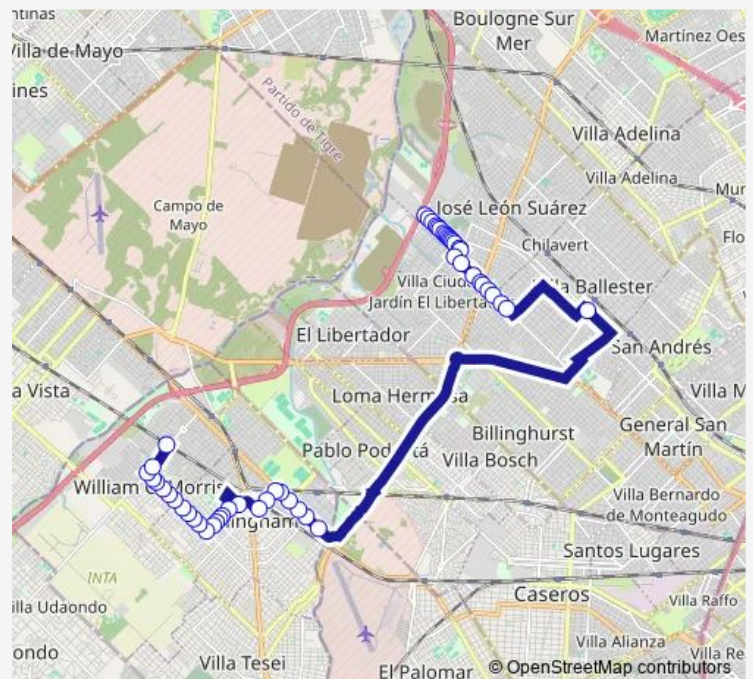 Boulogne Sur
Mer
Martínez Oes
Villa de Mayo
ines
Partido de Tigre
Villa Adelina
Villa Adelina
Mur
Campo de
Mayo
José León Suárez
Flo
Chilavert
Villa Ciud
Jardín El Liberta
lla Ballester
El Libertador
San Andrés
a Vista
Loma Herm sa
Villa M
General San
Martín
Billinghurst
Pablo Pod tá
Villa Bosch
William C Morris
Villa Bernardo
de Monteagudo
lingham
Santos Lugares
INTA
Caseros
Villa Raffo
illa Udaondo
Villa Alianza
Villa Re
ondo
Villa Tesei
El Palomar
© OpenStreetMap contributors